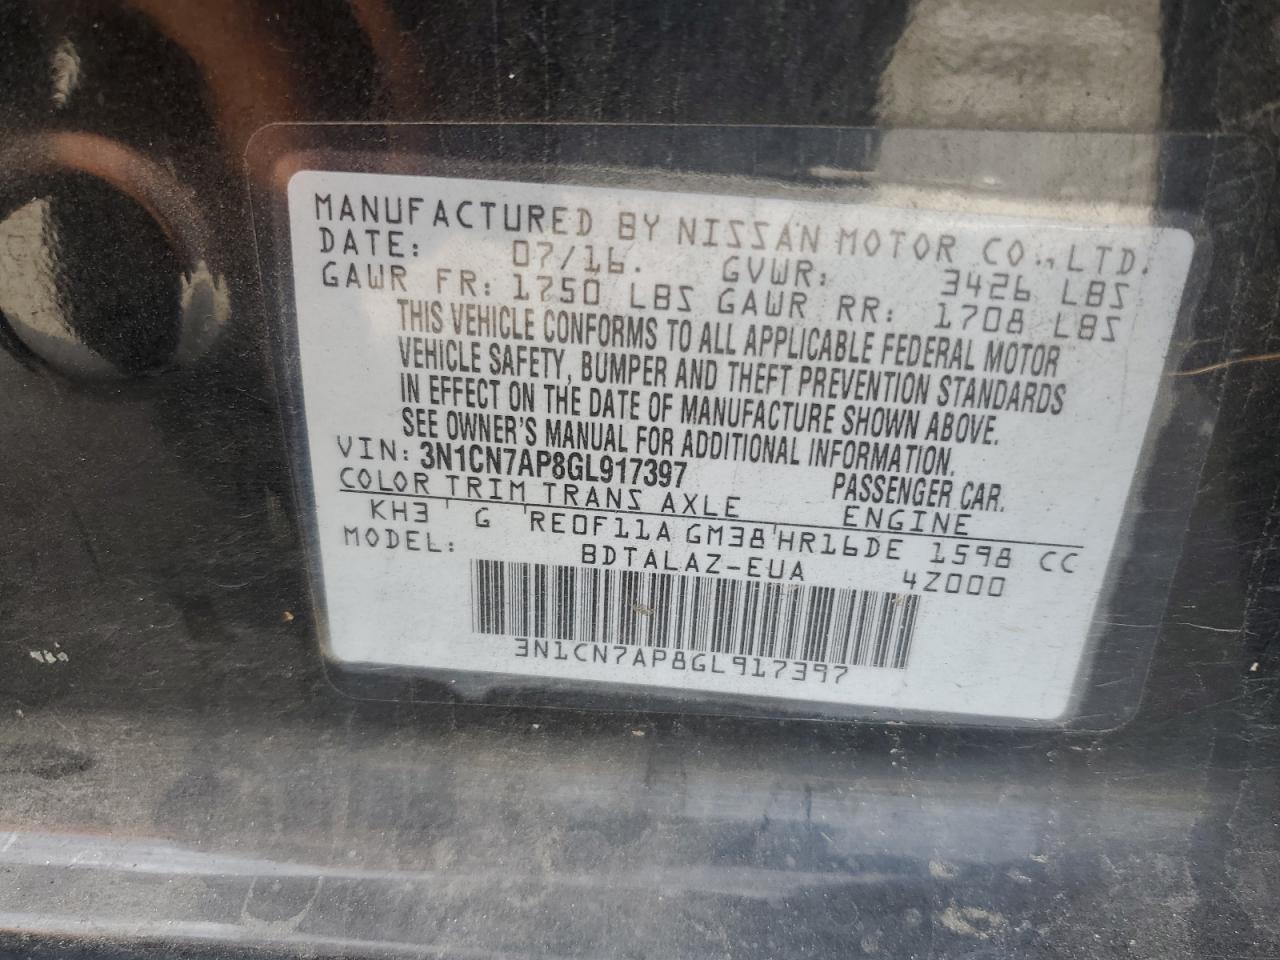 MANUFACTURED BY NISSAN MOTOR CO., LTD.
DATE: 07/16. GVWR: 3426 LBS
GAWR FR: 1750 LBS GAWR RR: 1708 LBS
THIS VEHICLE CONFORMS TO ALL APPLICABLE FEDERAL MOTOR
VEHICLE SAFETY, BUMPER AND THEFT PREVENTION STANDARDS
IN EFFECT ON THE DATE OF MANUFACTURE SHOWN ABOVE.
SEE OWNER'S MANUAL FOR ADDITIONAL INFORMATION.
VIN: 3N1CN7AP8GL917397 PASSENGER CAR.
COLOR TRIM TRANS AXLE ENGINE
KH3 G RE0F11A GM38 HR16DE 1598 CC
MODEL: BDTALAZ-EUA 4Z000
3N1CN7AP8GL917397